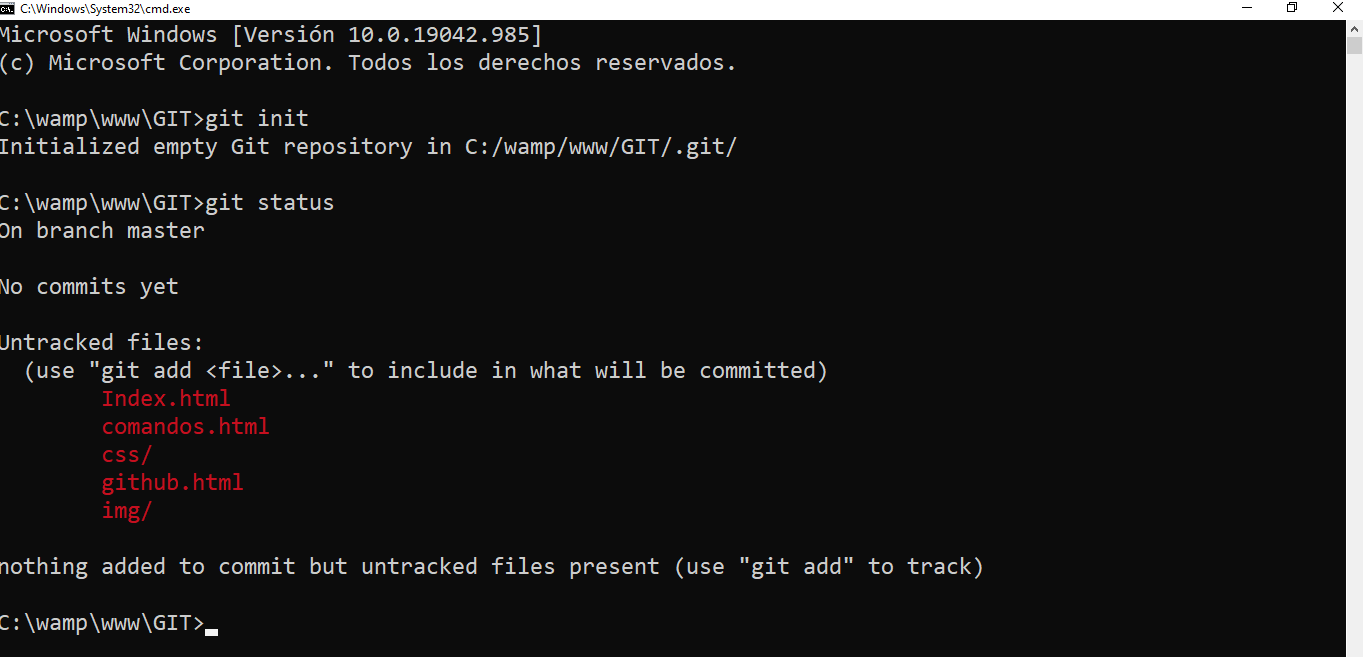 C:\Windows\System32\cmd.exe
Microsoft Windows [Versión 10.0.19042.985]
(c) Microsoft Corporation. Todos los derechos reservados.
C:\wamp\www\GIT>git init
Initialized empty Git repository in C:/wamp/www/GIT/.git/
C:\wamp\www\GIT>git status
On branch master
No commits yet
Untracked files:
  (use "git add <file>..." to include in what will be committed)
        Index.html
        comandos.html
        css/
        github.html
        img/
nothing added to commit but untracked files present (use "git add" to track)
C:\wamp\www\GIT>